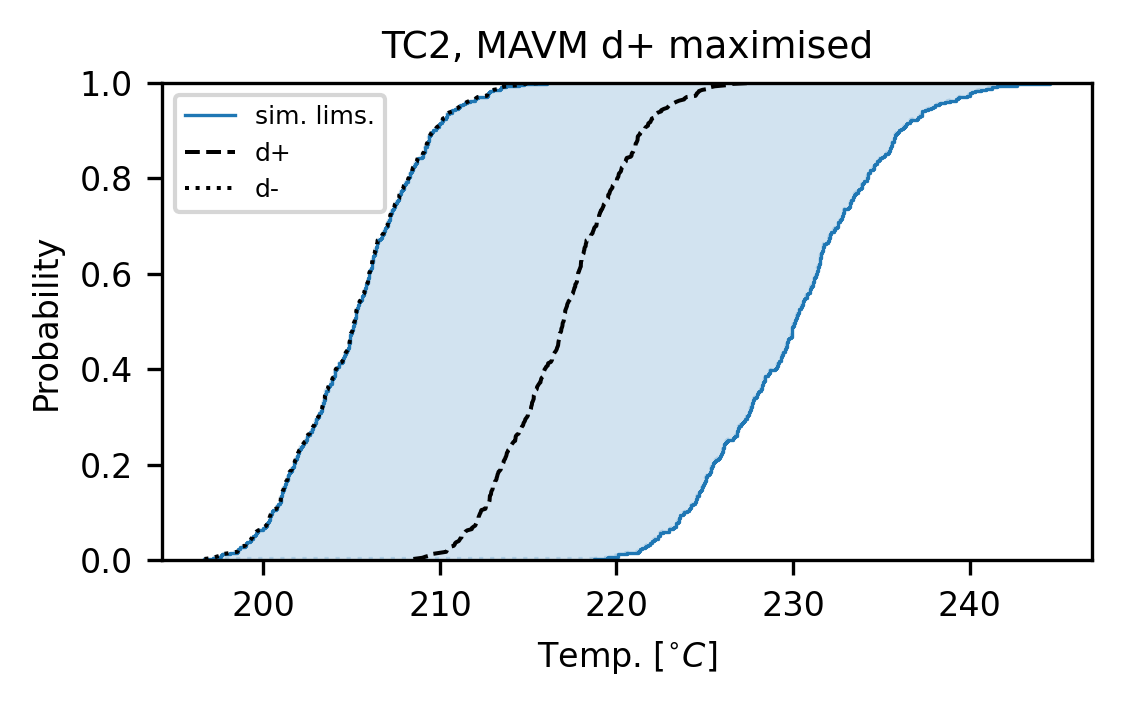 TC2, MAVM d+ maximised
1.0
0.8
0.6
0.4
0.2
0.0
Probability
sim. lims.
d+
d-
200 210 220 230 240
Temp. [°C]